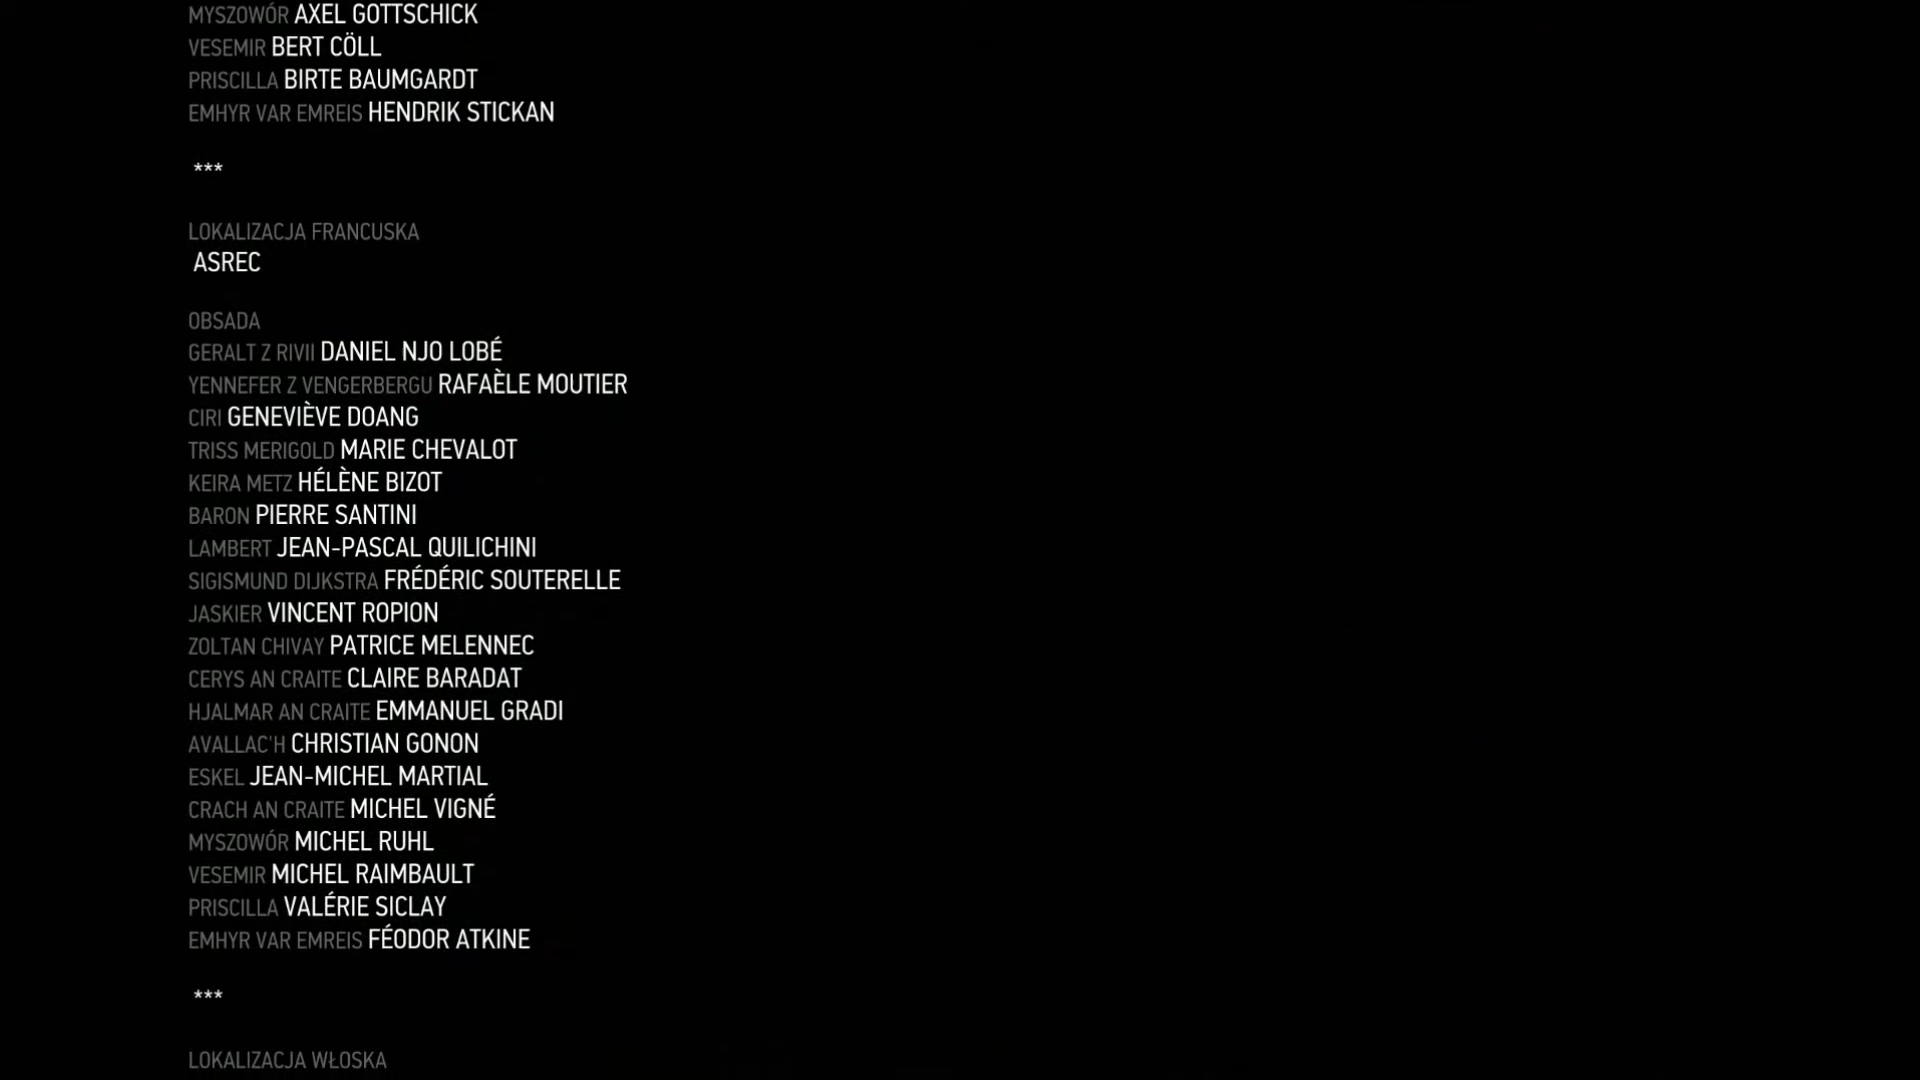 MYSZOWÓR AXEL GOTTSCHICK
VESEMIR BERT CÖLL
PRISCILLA BIRTE BAUMGARDT
EMHYR VAR EMREIS HENDRIK STICKAN
***
LOKALIZACJA FRANCUSKA
ASREC
OBSADA
GERALT Z RIVII DANIEL NJO LOBÉ
YENNEFER Z VENGERBERGU RAFAÈLE MOUTIER
CIRI GENEVIÈVE DOANG
TRISS MERIGOLD MARIE CHEVALOT
KEIRA METZ HÉLÈNE BIZOT
BARON PIERRE SANTINI
LAMBERT JEAN-PASCAL QUILICHINI
SIGISMUND DIJKSTRA FRÉDÉRIC SOUTERELLE
JASKIER VINCENT ROPION
ZOLTAN CHIVAY PATRICE MELENNEC
CERYS AN CRAITE CLAIRE BARADAT
HJALMAR AN CRAITE EMMANUEL GRADI
AVALLAC'H CHRISTIAN GONON
ESKEL JEAN-MICHEL MARTIAL
CRACH AN CRAITE MICHEL VIGNÉ
MYSZOWÓR MICHEL RUHL
VESEMIR MICHEL RAIMBAULT
PRISCILLA VALÉRIE SICLAY
EMHYR VAR EMREIS FÉODOR ATKINE
***
LOKALIZACJA WŁOSKA